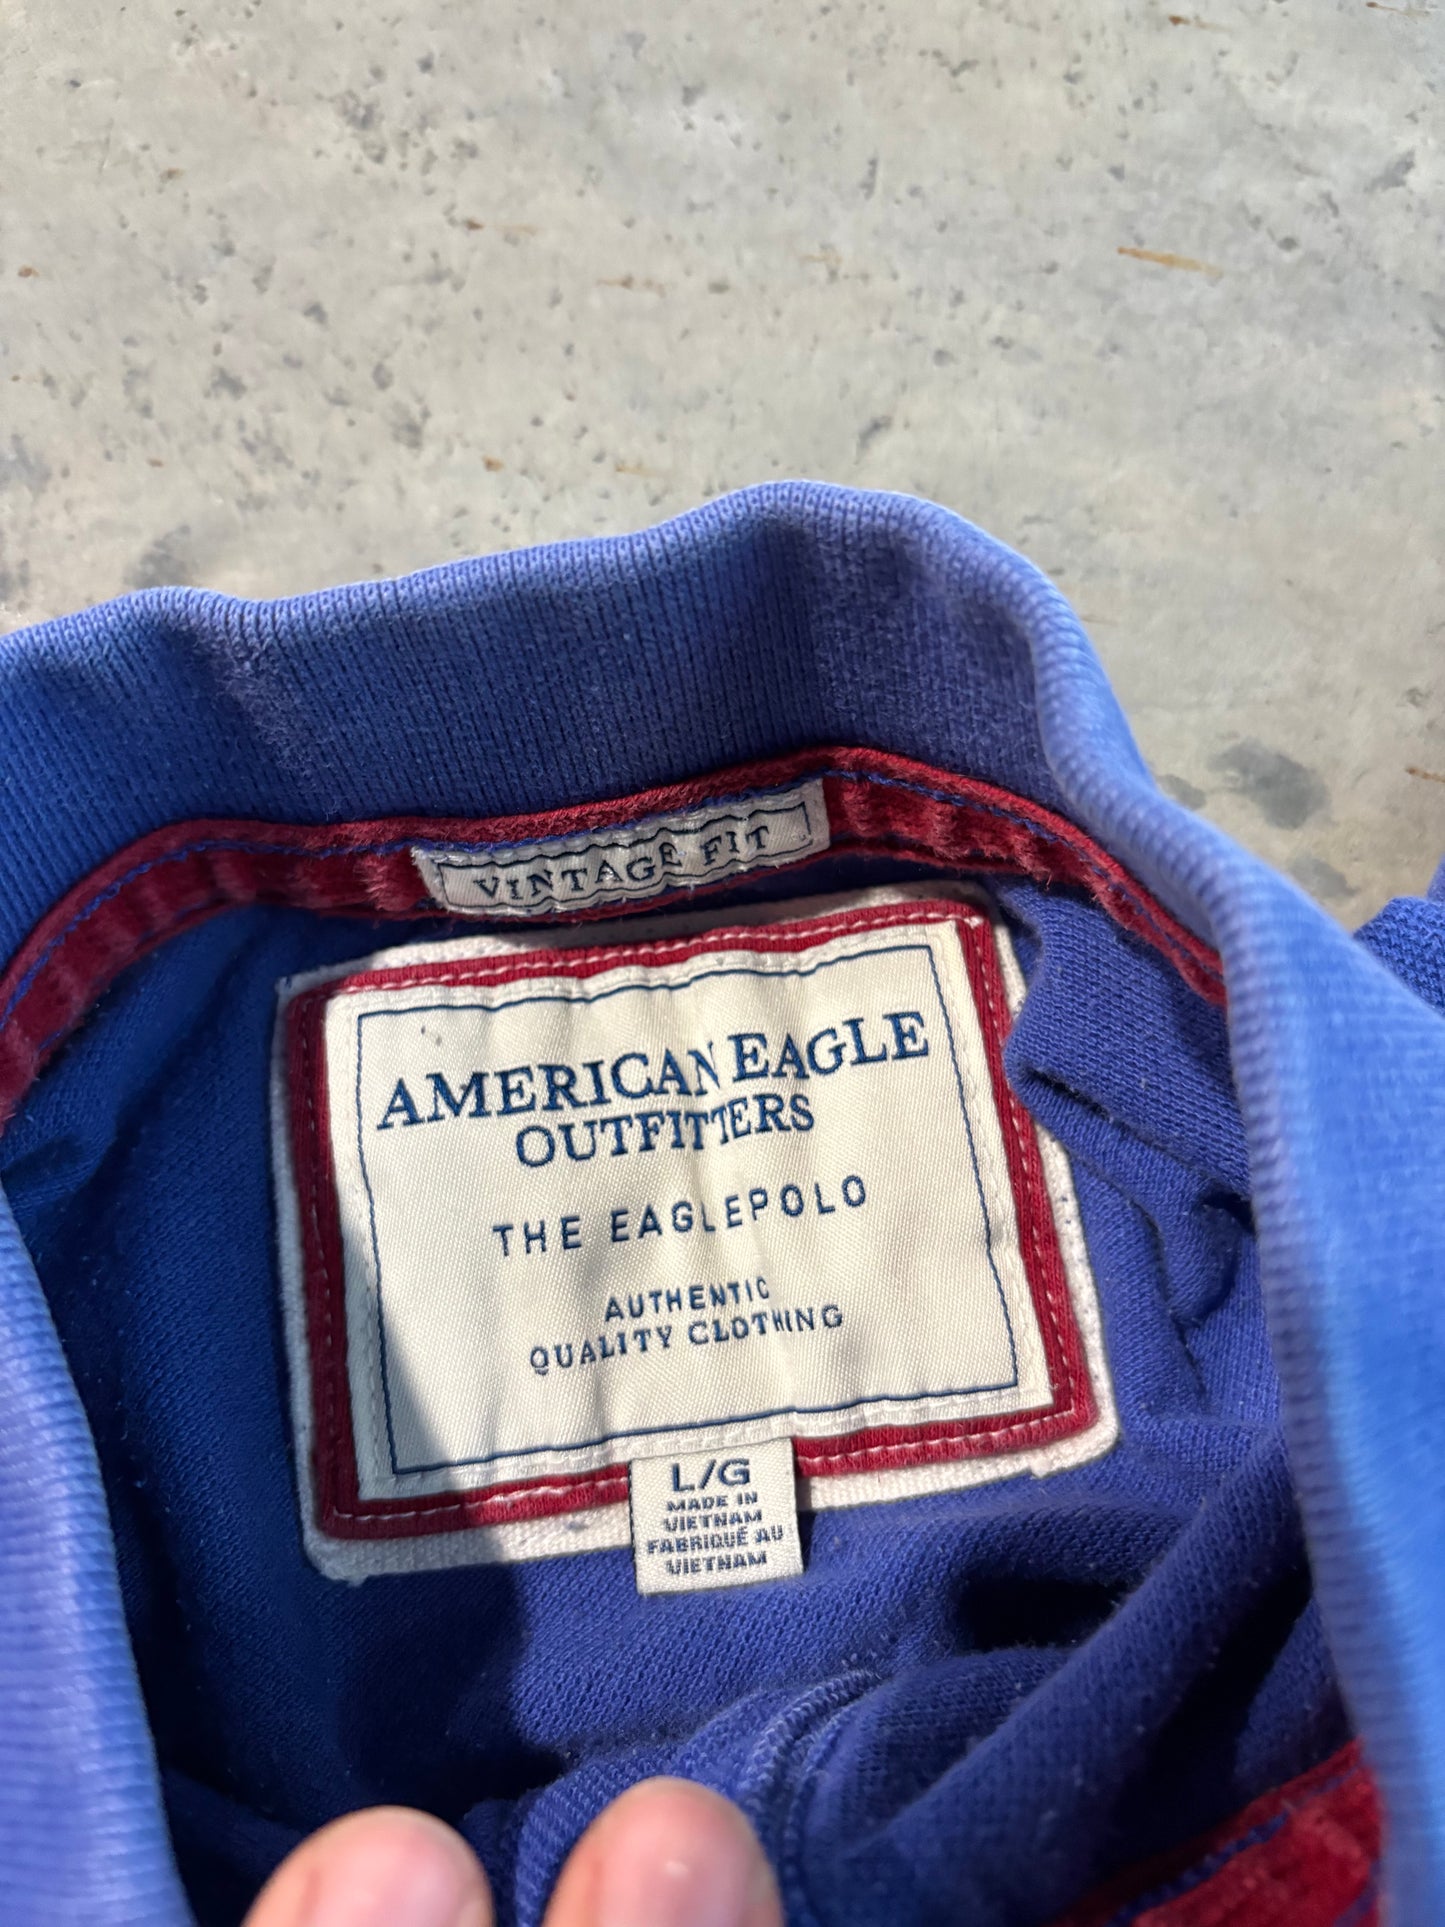 VINTAGE FIT
AMERICAN EAGLE
OUTFITTERS
THE EAGLEPOLO
AUTHENTIC
QUALITY CLOTHING
L/G
MADE IN
VIETNAM
FABRIQUÉ AU
VIETNAM